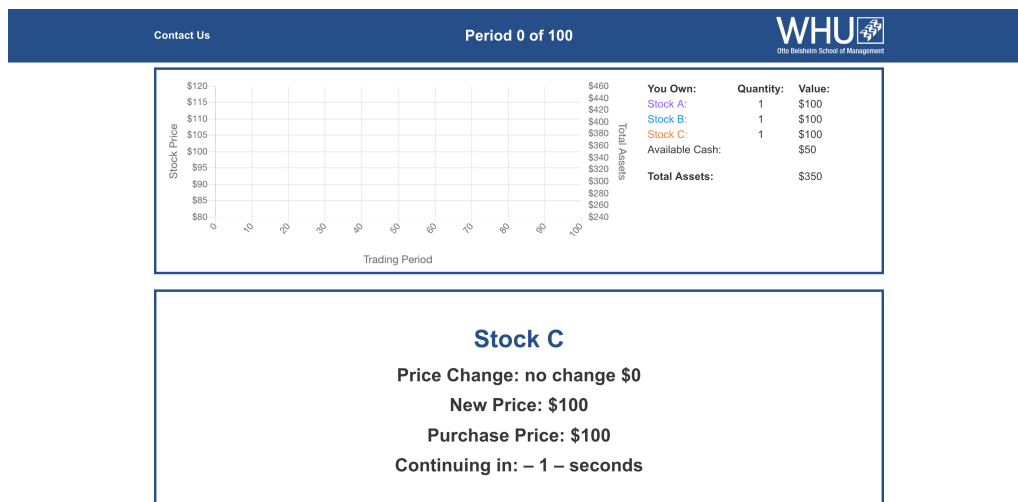 Contact Us
Period 0 of 100
WHU
Otto Beisheim School of Management
$120
$115
$110
$105
$100
$95
$90
$85
$80
Stock Price
0
10
20
30
40
50
60
70
80
90
100
Trading Period
$460
$440
$420
$400
$380
$360
$340
$320
$300
$280
$260
$240
Total Assets
You Own: Quantity: Value:
Stock A: 1 $100
Stock B: 1 $100
Stock C: 1 $100
Available Cash: $50
Total Assets: $350
Stock C
Price Change: no change $0
New Price: $100
Purchase Price: $100
Continuing in: – 1 – seconds